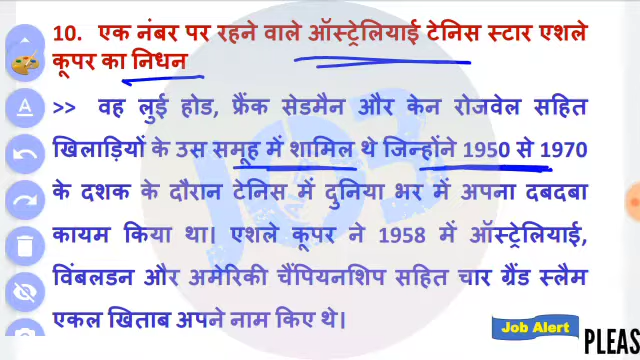 10. एक नंबर पर रहने वाले ऑस्ट्रेलियाई टेनिस स्टार एशले
कूपर का निधन
>> वह लुई होड, फ्रैंक सेडमैन और केन रोजवेल सहित
खिलाड़ियों के उस समूह में शामिल थे जिन्होंने 1950 से 1970
के दशक के दौरान टेनिस में दुनिया भर में अपना दबदबा
कायम किया था। एशले कूपर ने 1958 में ऑस्ट्रेलियाई,
विंबलडन और अमेरिकी चैंपियनशिप सहित चार ग्रैंड स्लैम
एकल खिताब अपने नाम किए थे।
Job Alert
PLEAS